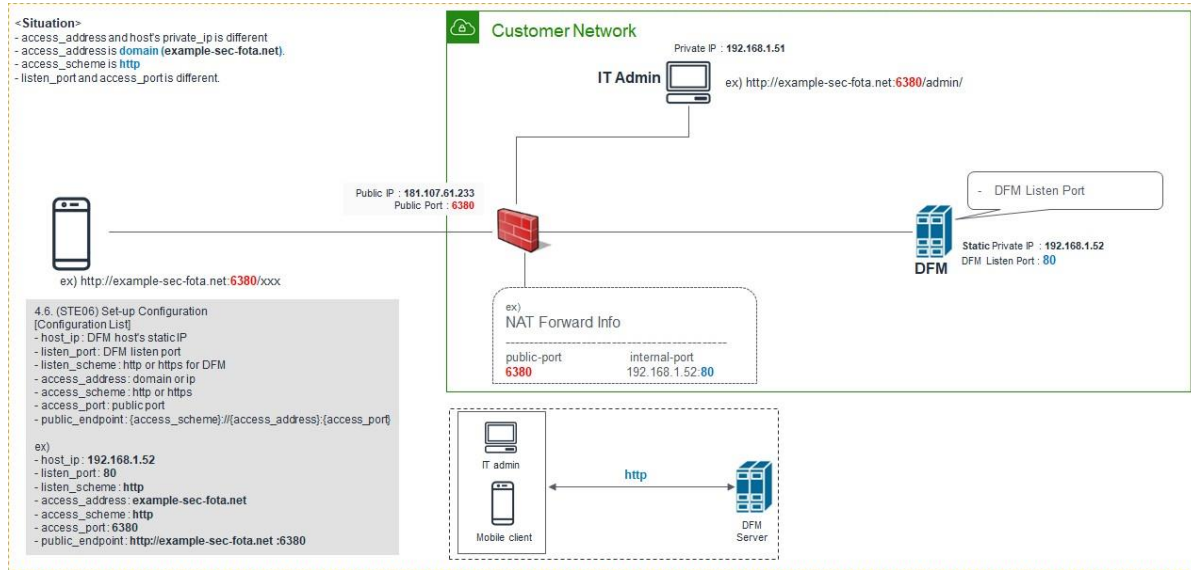 <Situation>
- access_address and host's private_ip is different
- access_address is domain (example-sec-fota.net).
- access_scheme is http
- listen_port and access_port is different.
Customer Network
Private IP : 192.168.1.51
IT Admin
ex) http://example-sec-fota.net:6380/admin/
Public IP : 181.107.61.233
Public Port : 6380
- DFM Listen Port
Static Private IP : 192.168.1.52
DFM Listen Port : 80
DFM
ex) http://example-sec-fota.net:6380/xxx
ex)
NAT Forward Info
public-port internal-port
6380 192.168.1.52:80
4.6. (STE06) Set-up Configuration
[Configuration List]
- host_ip : DFM host's static IP
- listen_port : DFM listen port
- listen_scheme : http or https for DFM
- access_address : domain or ip
- access_scheme : http or https
- access_port : public port
- public_endpoint : {access_scheme}://{access_address}:{access_port}
ex)
- host_ip : 192.168.1.52
- listen_port : 80
- listen_scheme : http
- access_address : example-sec-fota.net
- access_scheme : http
- access_port : 6380
- public_endpoint : http://example-sec-fota.net :6380
IT admin
http
Mobile client
DFM
Server